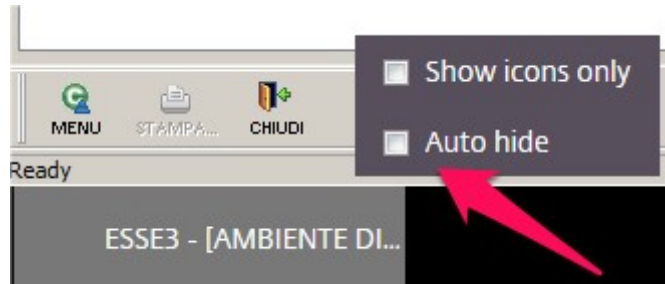 Show icons only
Auto hide
MENU STAMPA... CHIUDI
Ready
ESSE3 - [AMBIENTE DI...